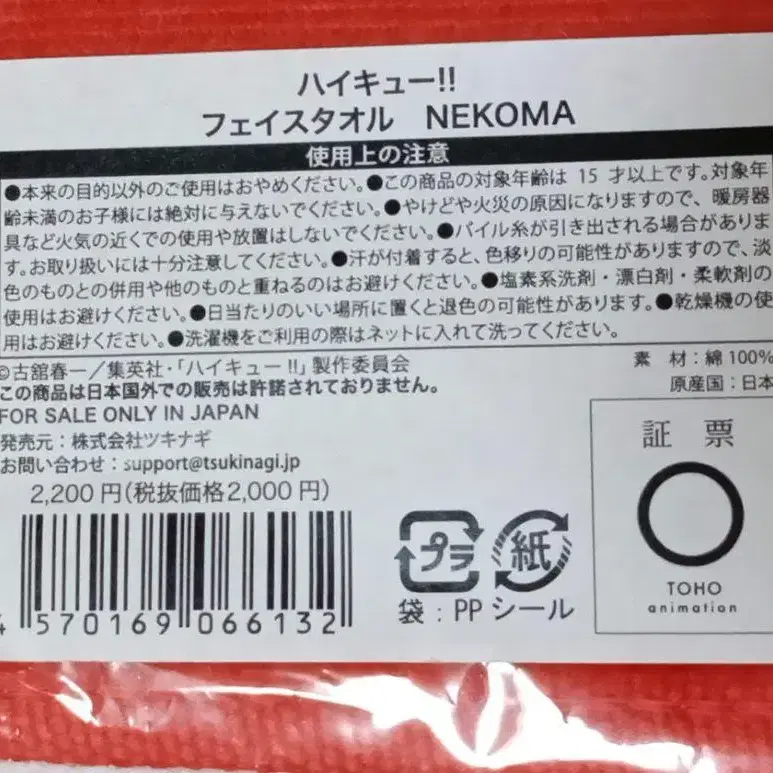 ハイキュー!!
フェイスタオル NEKOMA
使用上の注意
●本来の目的以外のご使用はおやめください。●この商品の対象年齢は 15 才以上です。対象年
齢未満のお子様には絶対に与えないでください。●やけどや火災の原因になりますので、暖房器
具など火気の近くでの使用や放置はしないでください。●パイル糸が引き出される場合がありま
す。お取り扱いには十分注意してください。●汗が付着すると、色移りの可能性がありますので、淡
色のものとの併用や他のものと重ねるのはお避けください。●塩素系洗剤・漂白剤・柔軟剤の
使用はお避けください。●日当たりのいい場所に置くと退色の可能性があります。●乾燥機の使
用はお避けください。●洗濯機をご利用の際はネットに入れて洗ってください。
©古舘春一／集英社・「ハイキュー!!」製作委員会
この商品は日本国外での販売は許諾されておりません。
FOR SALE ONLY IN JAPAN
発売元：株式会社ツキナギ
お問い合わせ：support@tsukinagi.jp
2,200円(税抜価格2,000円)
4 570169 066132
素 材：綿100%
原産国：日本
プラ
紙
袋：PP シール
証 票
TOHO
animation